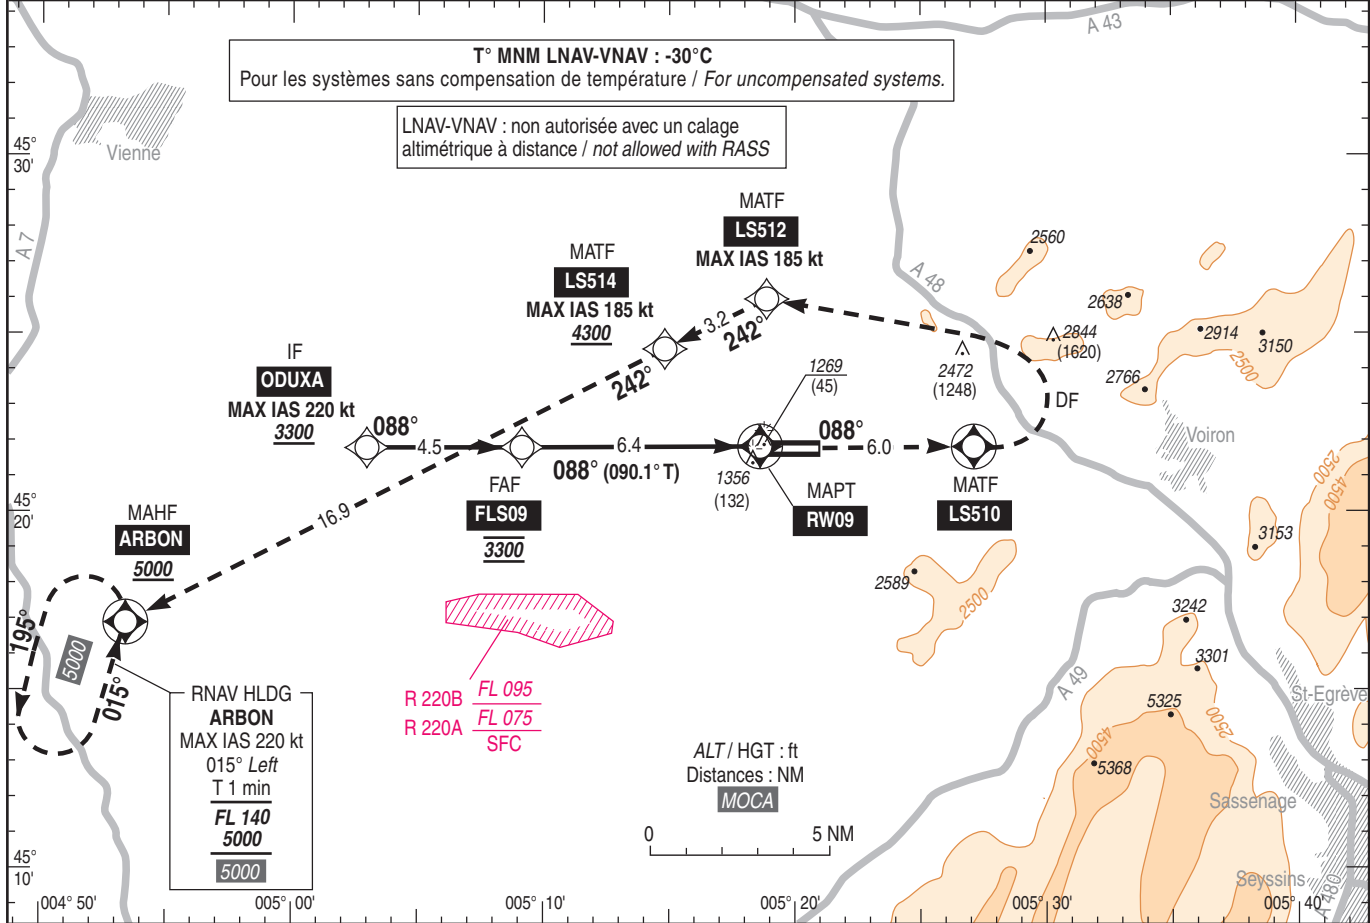 A 43
T° MNM LNAV-VNAV : -30°C
Pour les systèmes sans compensation de température / For uncompensated systems.
LNAV-VNAV : non autorisée avec un calage
altimétrique à distance / not allowed with RASS
45°
30'
Vienne
A 7
MATF
LS512
MAX IAS 185 kt
MATF
LS514
MAX IAS 185 kt
4300
3.2
242°
242°
A 48
2560
2638
2844
(1620)
2914
3150
2500
2766
2472
(1248)
DF
Voiron
IF
ODUXA
MAX IAS 220 kt
3300
088°
4.5
6.4
088° (090.1° T)
1269
(45)
1356
(132)
088°
6.0
FAF
FLS09
3300
MAPT
RW09
MATF
LS510
45°
20'
16.9
MAHF
ARBON
5000
195°
5000
015°
RNAV HLDG
ARBON
MAX IAS 220 kt
015° Left
T 1 min
FL 140
5000
5000
R 220B
FL 095
R 220A
FL 075
SFC
2589
2500
2500
4500
3153
3242
3301
A 49
5325
2500
4500
5368
St-Egrève
Sassenage
Seyssins
A480
ALT / HGT : ft
Distances : NM
MOCA
0
5 NM
45°
10'
004° 50'
005° 00'
005° 10'
005° 20'
005° 30'
005° 40'